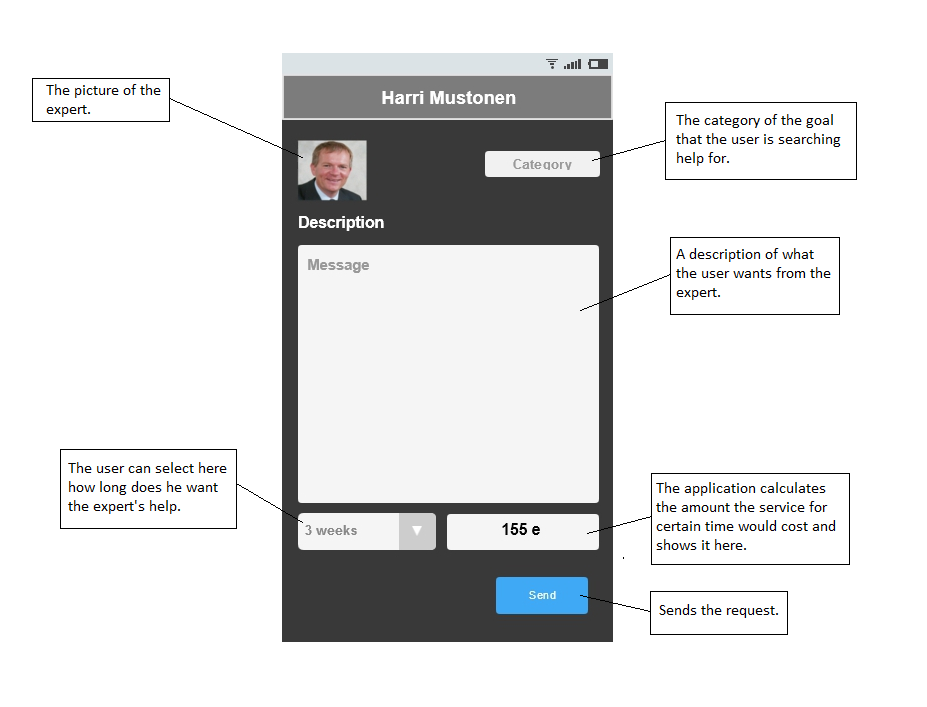 The picture of the
expert.
Harri Mustonen
The category of the goal
that the user is searching
help for.
Category
Description
Message
A description of what
the user wants from the
expert.
The user can select here
how long does he want
the expert's help.
3 weeks
155 e
The application calculates
the amount the service for
certain time would cost and
shows it here.
Send
Sends the request.